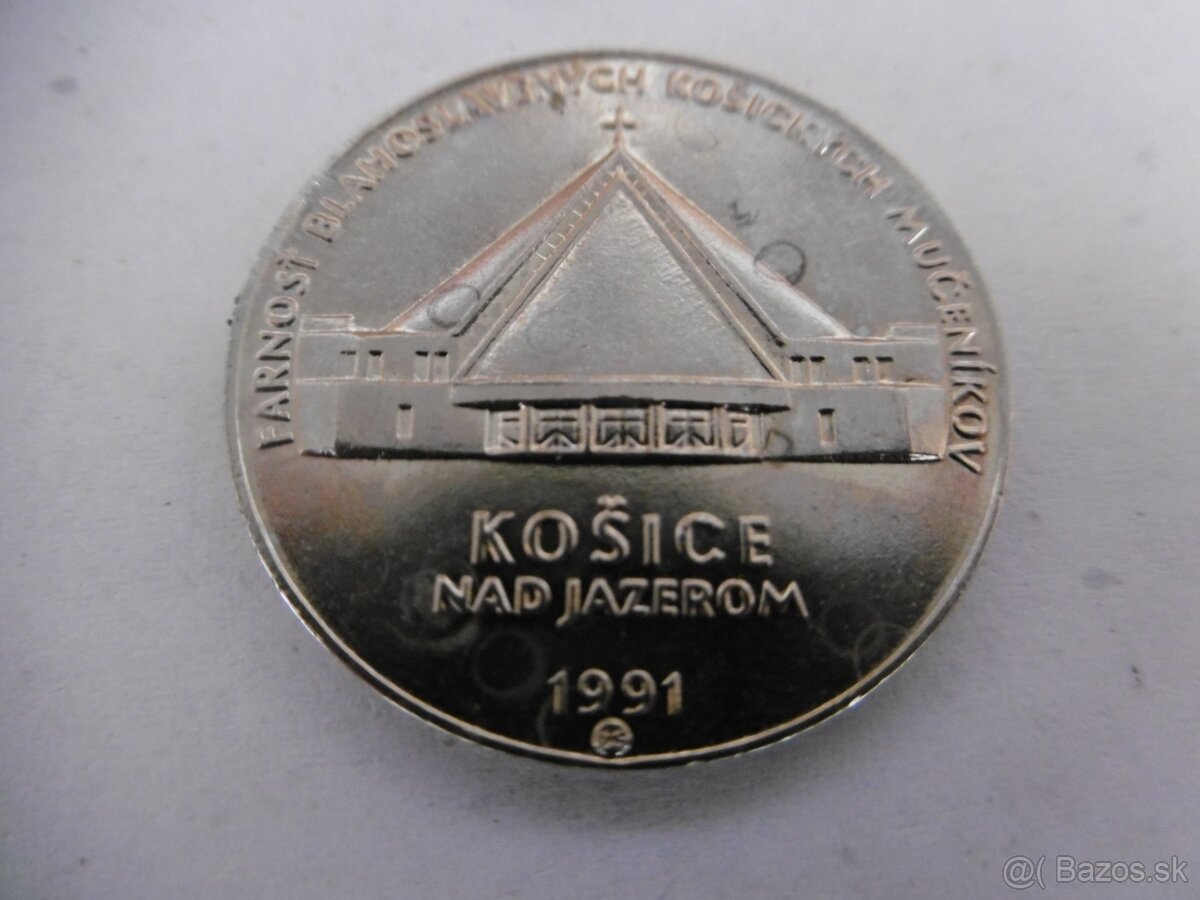 FARNOSŤ BLAHOSLAVENÝCH KOŠICKÝCH MUČENÍKOV
KOŠICE
NAD JAZEROM
1991
@( Bazos.sk